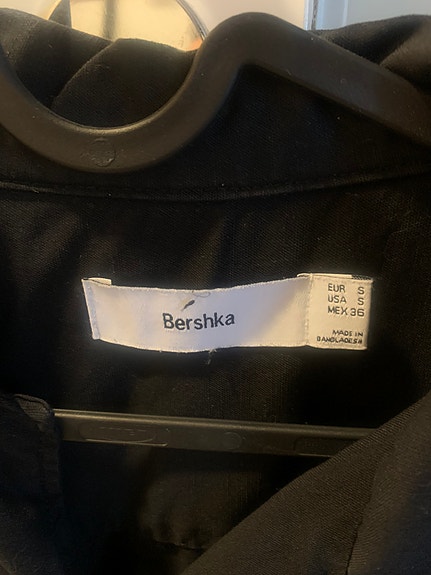 Bershka
EUR S
USA S
MEX 36
MADE IN
BANGLADESH